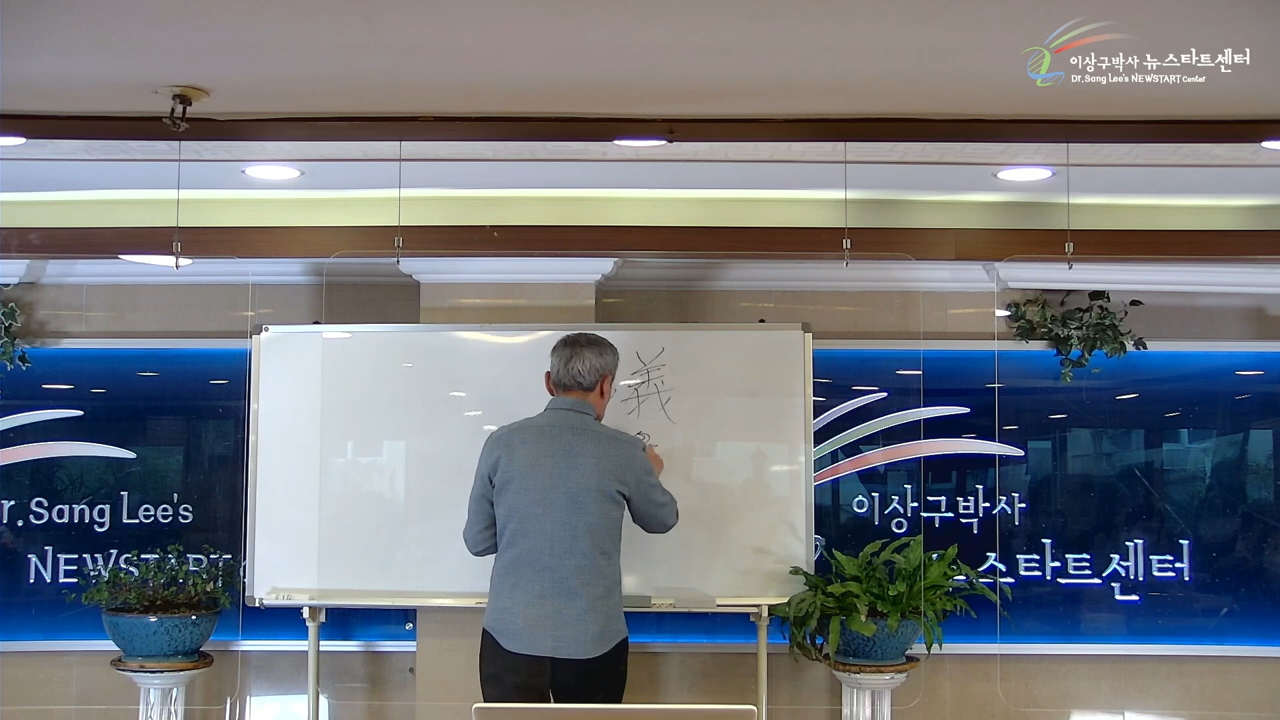 이상구박사 뉴스타트센터
Dr. Sang Lee's NEWSTART Center
義
r. Sang Lee's
NEWSTART
이상구박사
스타트센터